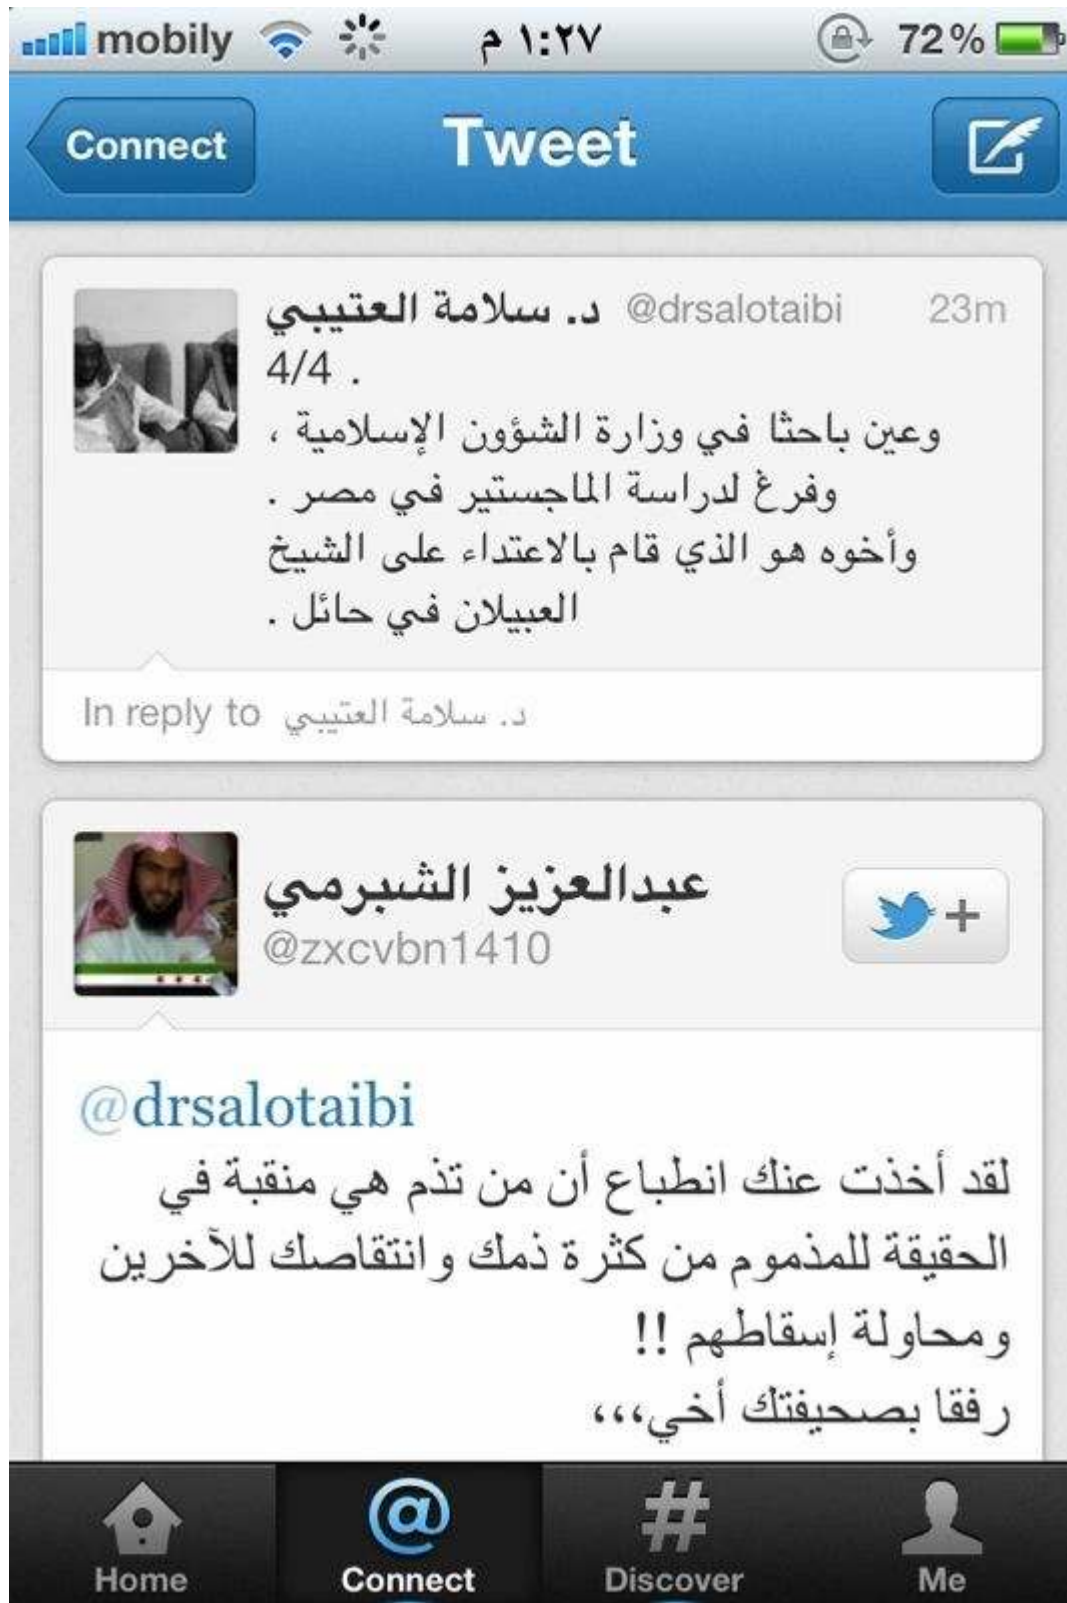 mobily ١:٢٧ م 72%
Connect Tweet
د. سلامة العتيبي @drsalotaibi 23m
4/4 .
وعين باحثا في وزارة الشؤون الإسلامية ،
وفرغ لدراسة الماجستير في مصر .
وأخوه هو الذي قام بالاعتداء على الشيخ
العبيلان في حائل .
In reply to د. سلامة العتيبي
عبدالعزيز الشبرمي
@zxcvbn1410
@drsalotaibi
لقد أخذت عنك انطباع أن من تذم هي منقبة في
الحقيقة للمذموم من كثرة ذمك وانتقاصك للآخرين
ومحاولة إسقاطهم !!
رفقا بصحيفتك أخي،،،
Home Connect Discover Me